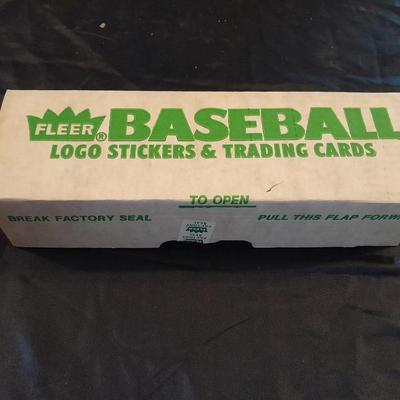 FLEER® BASEBALL
LOGO STICKERS & TRADING CARDS
TO OPEN
BREAK FACTORY SEAL
PULL THIS FLAP FORW